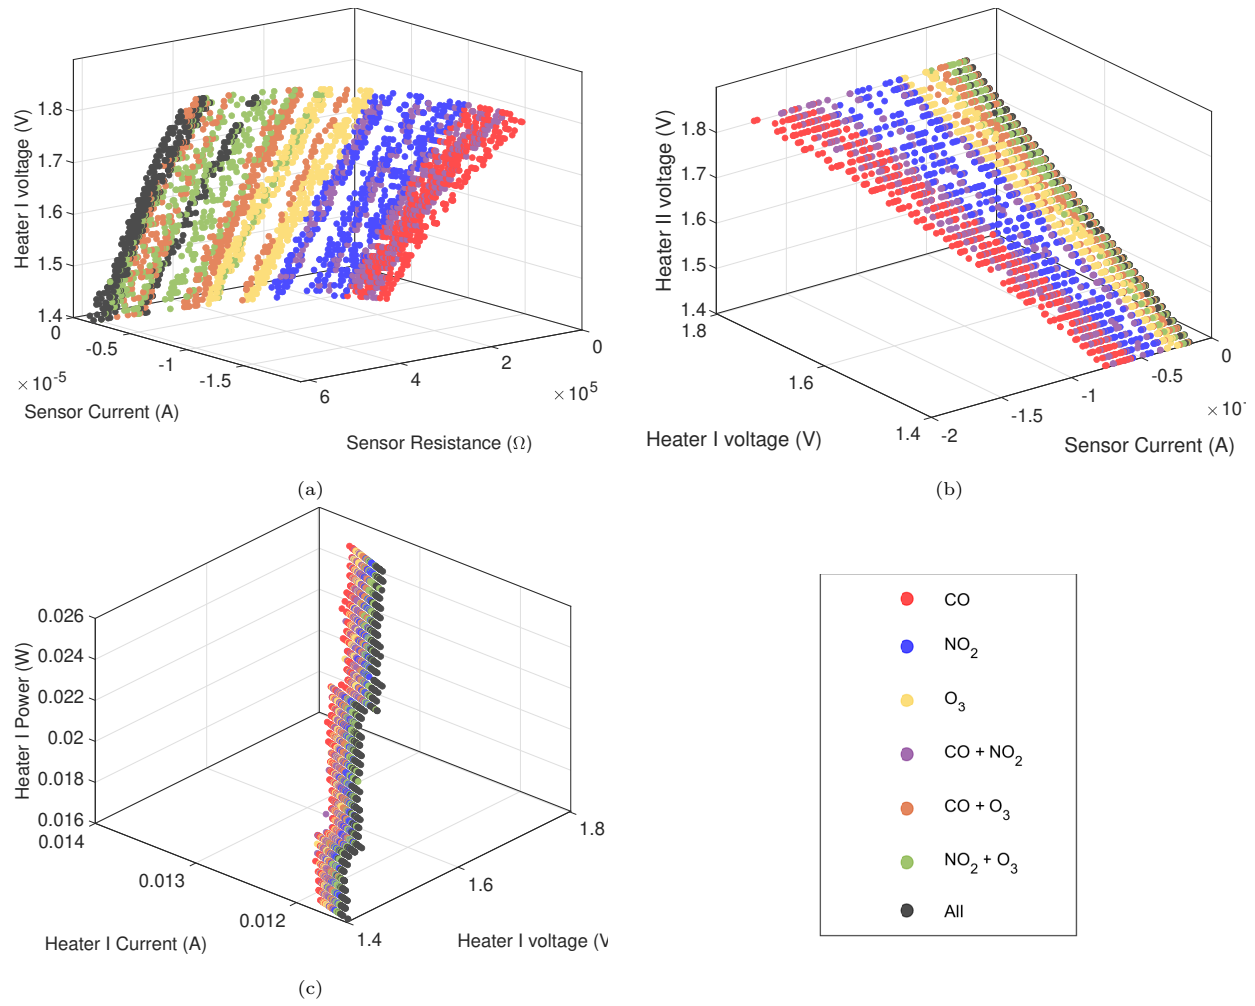 Heater I voltage (V)
1.8
1.7
1.6
1.5
1.4
0
-0.5
-1
-1.5
× 10-5
Sensor Current (A)
6
4
2
0
× 105
Sensor Resistance (Ω)
(a)
Heater II voltage (V)
1.8
1.7
1.6
1.5
1.4
1.8
1.6
1.4
Heater I voltage (V)
-2
-1.5
-1
-0.5
0
× 10-
Sensor Current (A)
(b)
Heater I Power (W)
0.026
0.024
0.022
0.02
0.018
0.016
0.014
0.013
0.012
Heater I Current (A)
1.4
1.6
1.8
Heater I voltage (V
(c)
CO
NO2
O3
CO + NO2
CO + O3
NO2 + O3
All